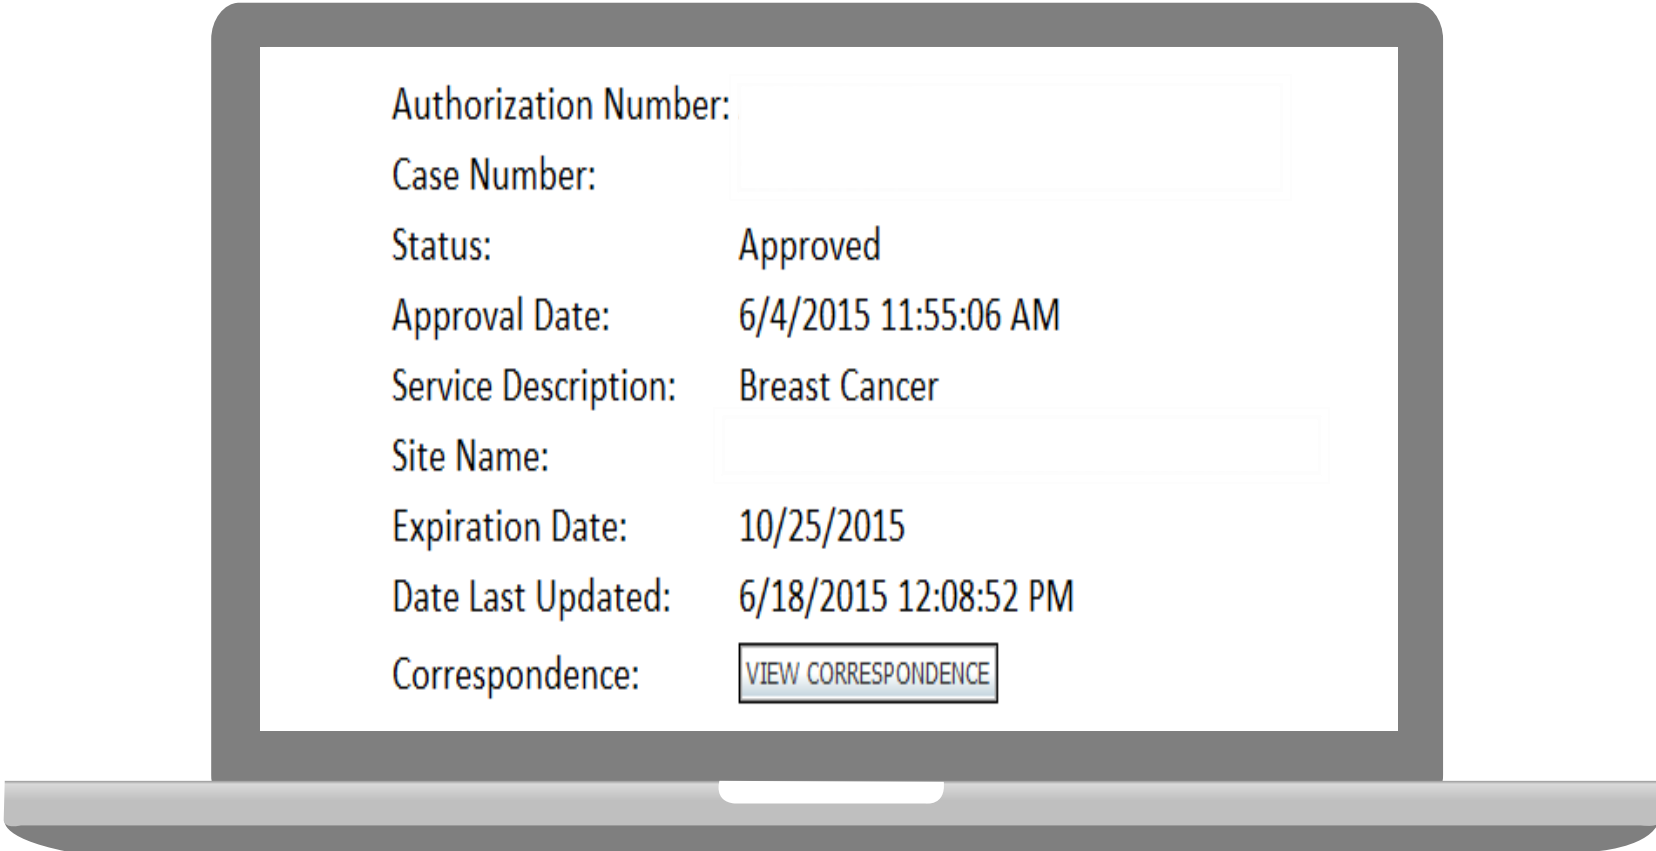 Authorization Number:
Case Number:
Status: Approved
Approval Date: 6/4/2015 11:55:06 AM
Service Description: Breast Cancer
Site Name:
Expiration Date: 10/25/2015
Date Last Updated: 6/18/2015 12:08:52 PM
Correspondence: VIEW CORRESPONDENCE